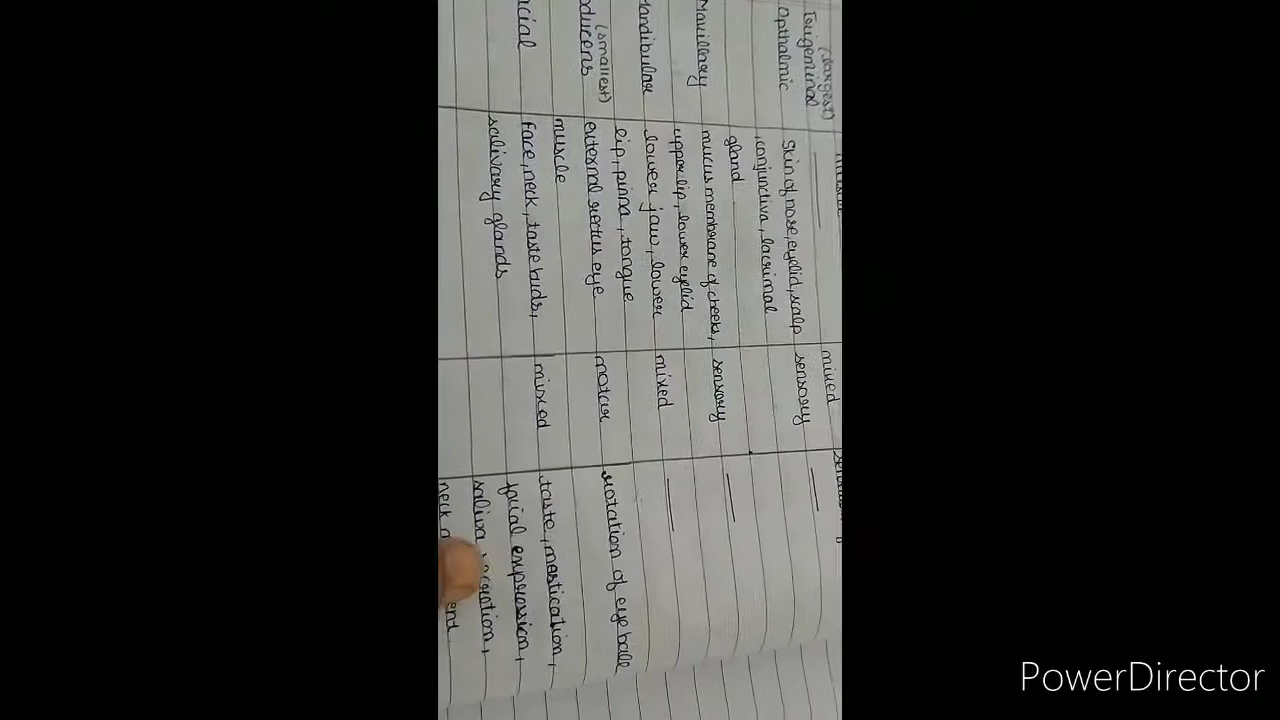 (largest)
Trigeminal mixed
Opthalmic Skin of nose, eyelid, scalp sensory
, conjunctiva, lacrimal
gland
Maxillary mucus membrane of cheeks, sensory
upper lip, lower eyelid
Mandibular lower jaw, lower mixed
lip, pinna, tongue
(smallest)
external rectus eye motor rotation of eye ball
muscle
Face, neck, taste buds, mixed taste, mastication,
salivary glands facial expression,
saliva
neck
PowerDirector